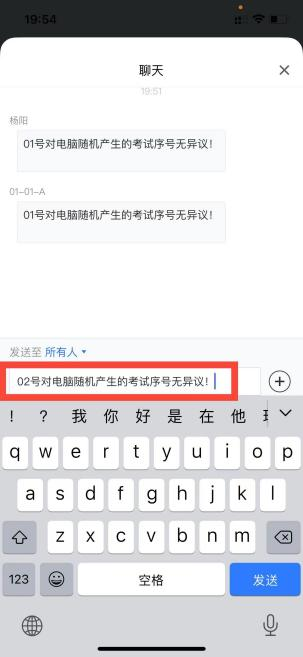 19:54
聊天
19:51
杨阳
01号对电脑随机产生的考试序号无异议!
01-01-A
01号对电脑随机产生的考试序号无异议!
发送至 所有人
02号对电脑随机产生的考试序号无异议!
! ? 我 你 好 是 在 他
q w e r t y u i o p
a s d f g h j k l
z x c v b n m
123 空格 发送